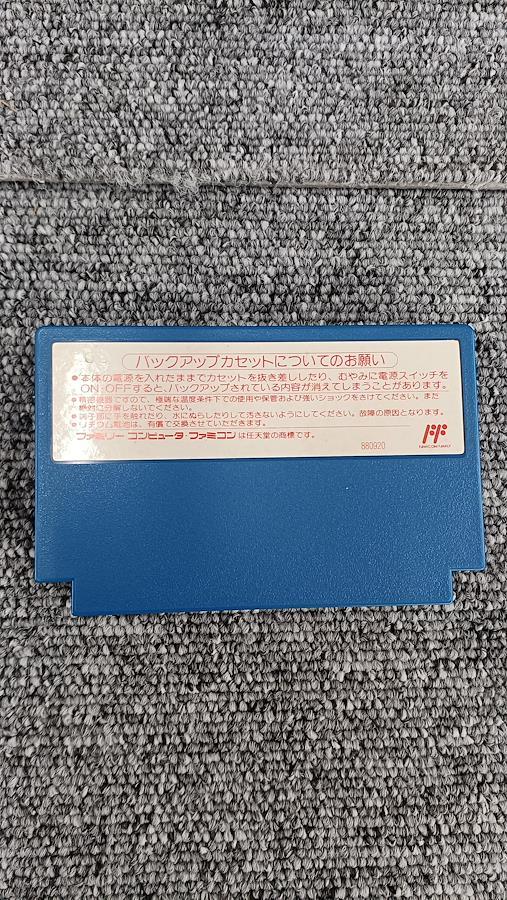 バックアップカセットについてのお願い
●本体の電源を入れたままでカセットを抜き差ししたり、むやみに電源スイッチを
ON・OFFすると、バックアップされている内容が消えてしまうことがあります。
●精密機器ですので、極端な温度条件下での使用や保管および強いショックをさけてください。また
絶対に分解しないでください。
●端子部に手を触れたり、水にぬらしたりして汚さないようにしてください。故障の原因となります。
●リチウム電池は、有償で交換させていただきます。
ファミリー コンピュータ・ファミコンは任天堂の商標です。
880920
FAMICOM FAMILY